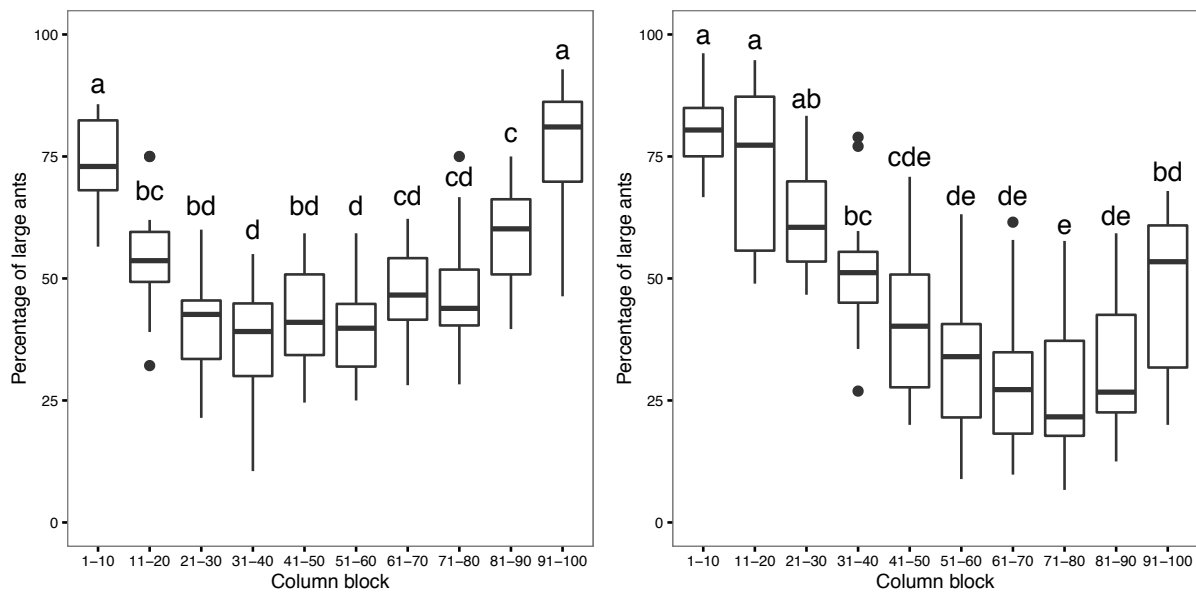 100
75
50
25
0
Percentage of large ants
a
bc
bd
d
bd
d
cd
cd
c
a
1–10 11–20 21–30 31–40 41–50 51–60 61–70 71–80 81–90 91–100
Column block
100
75
50
25
0
Percentage of large ants
a
a
ab
bc
cde
de
de
e
de
bd
1–10 11–20 21–30 31–40 41–50 51–60 61–70 71–80 81–90 91–100
Column block